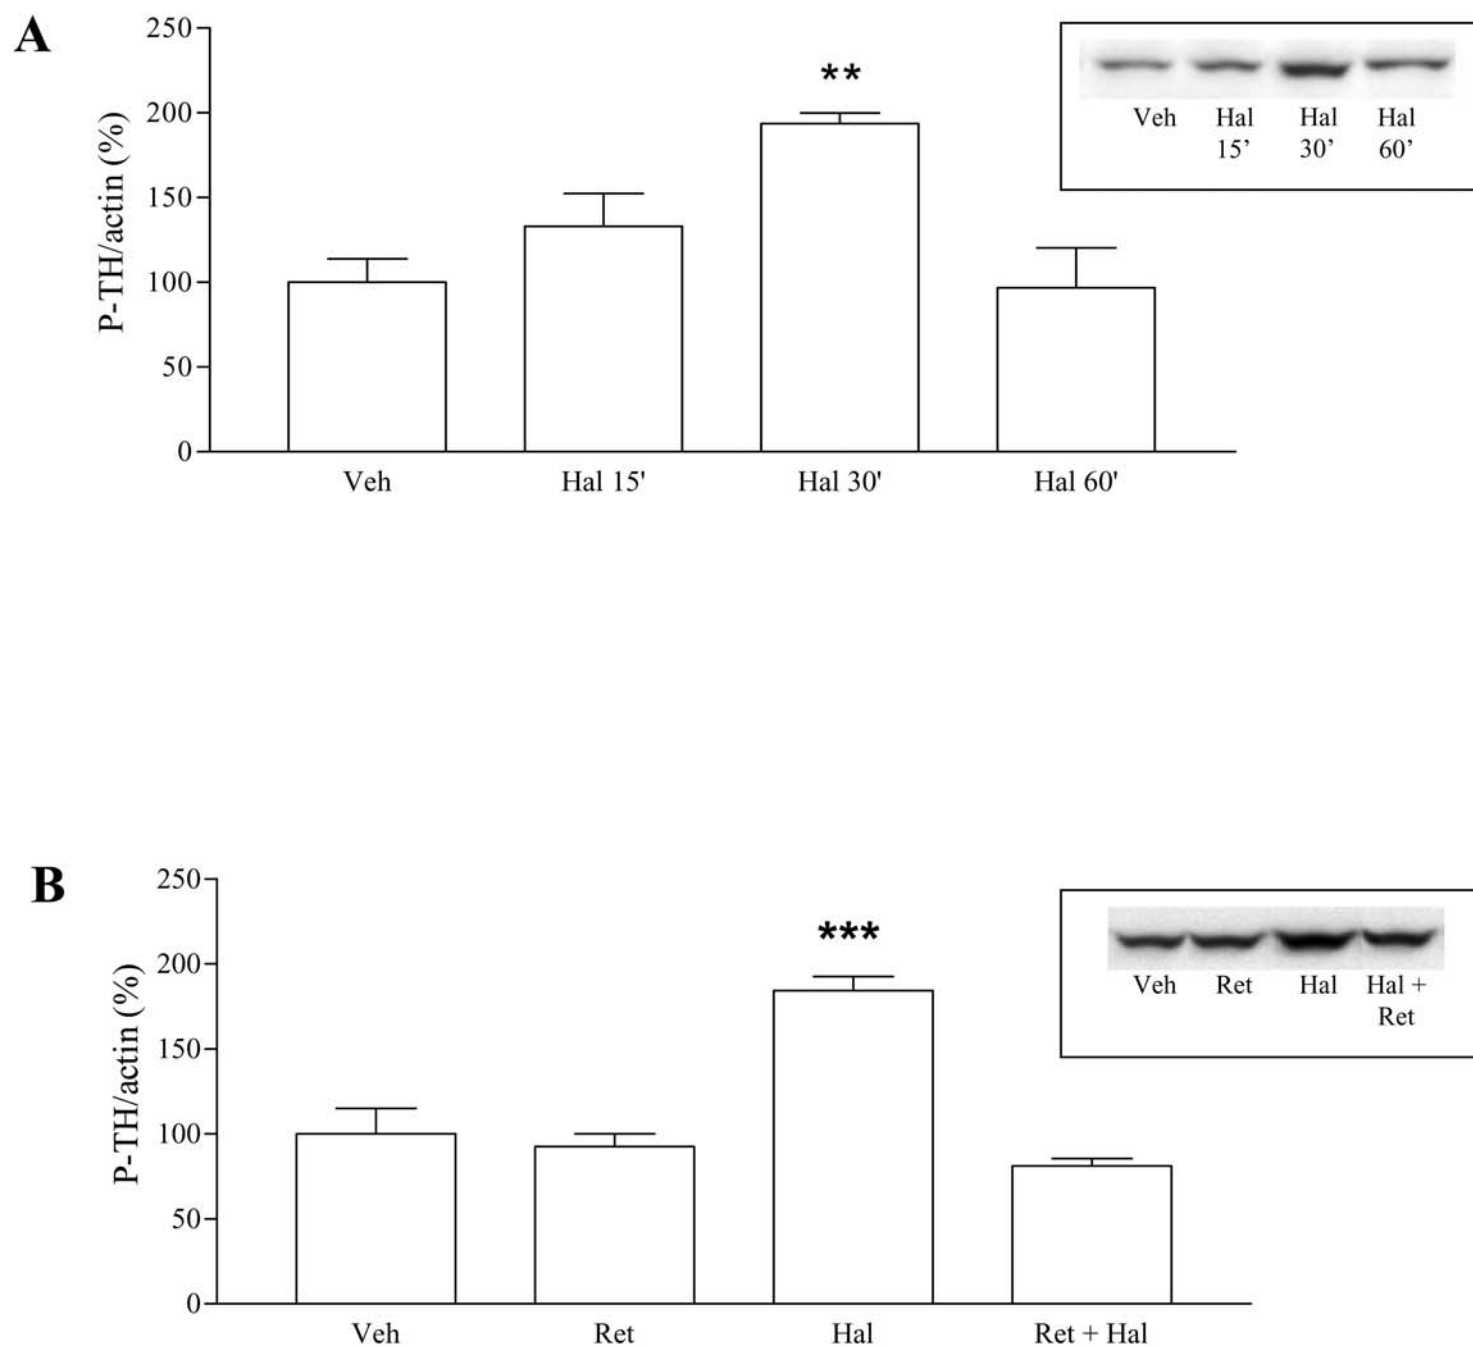 A
250
200
150
100
50
0
P-TH/actin (%)
**
Veh
Hal 15'
Hal 30'
Hal 60'
Veh Hal Hal Hal
15’ 30’ 60’
B
250
200
150
100
50
0
P-TH/actin (%)
***
Veh
Ret
Hal
Ret + Hal
Veh Ret Hal Hal +
Ret